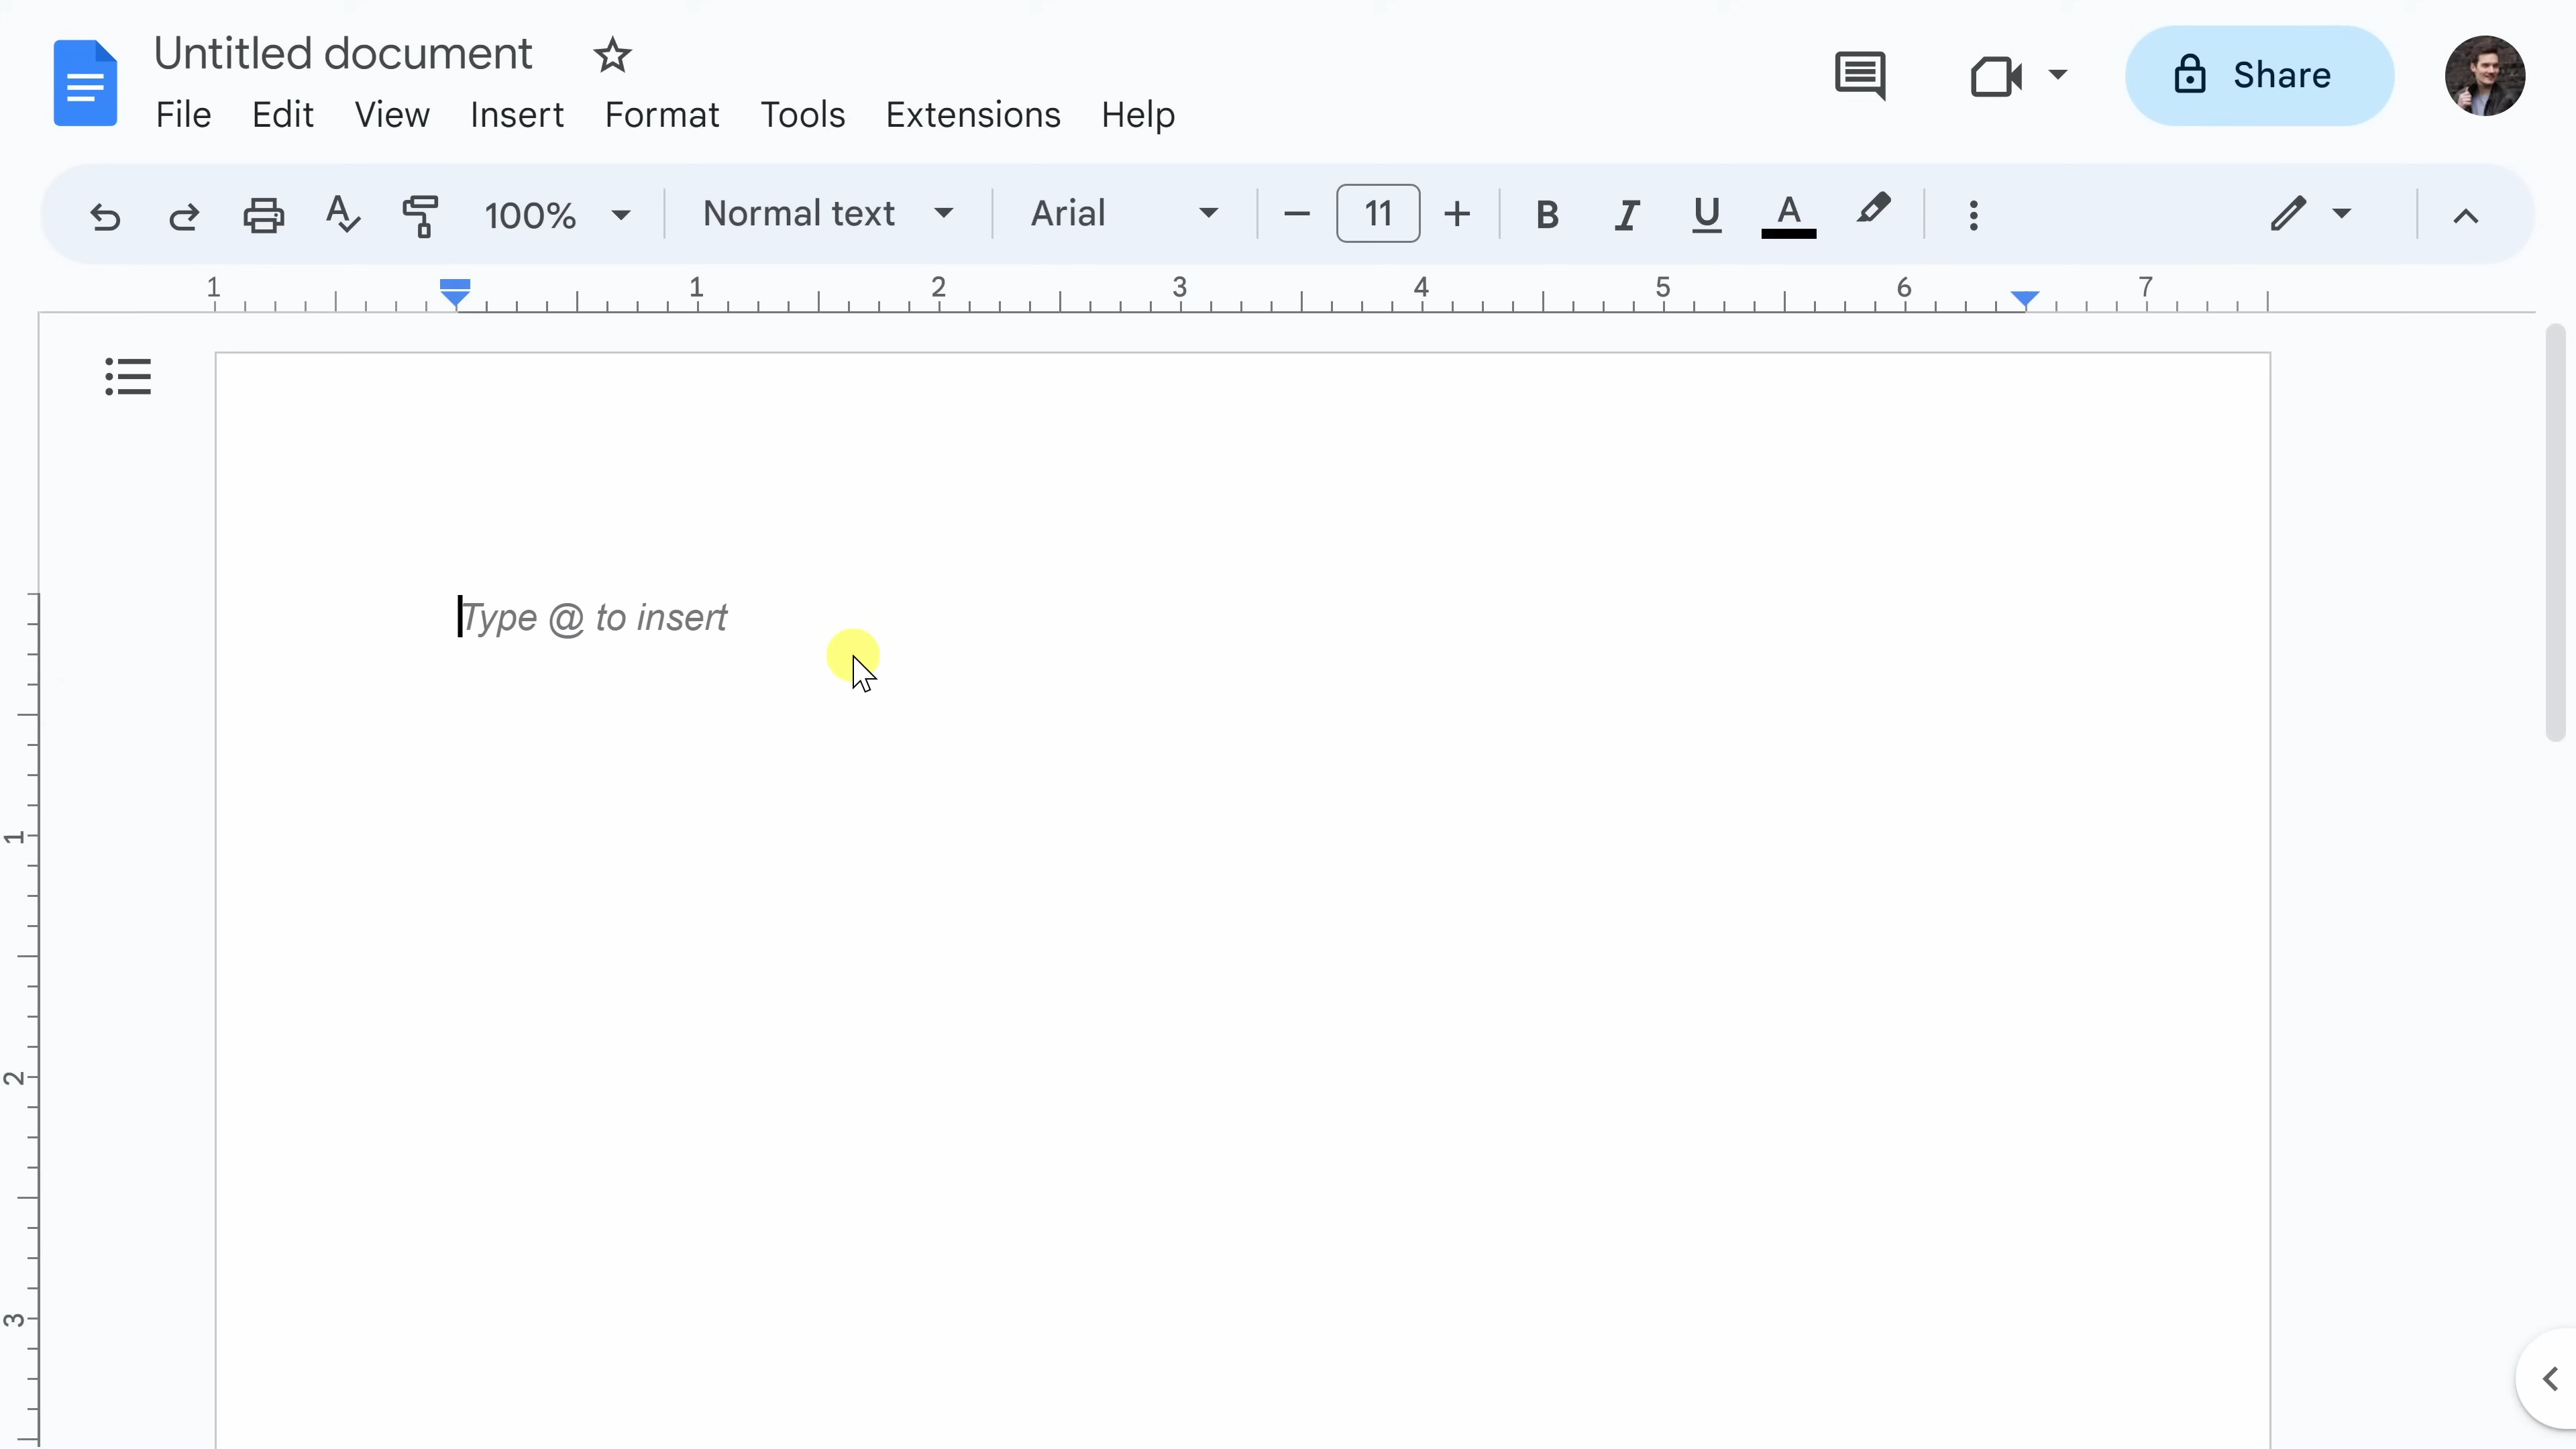 Untitled document
Share
File Edit View Insert Format Tools Extensions Help
100% Normal text Arial 11 B I U A
1 1 2 3 4 5 6 7
Type @ to insert
1
2
3